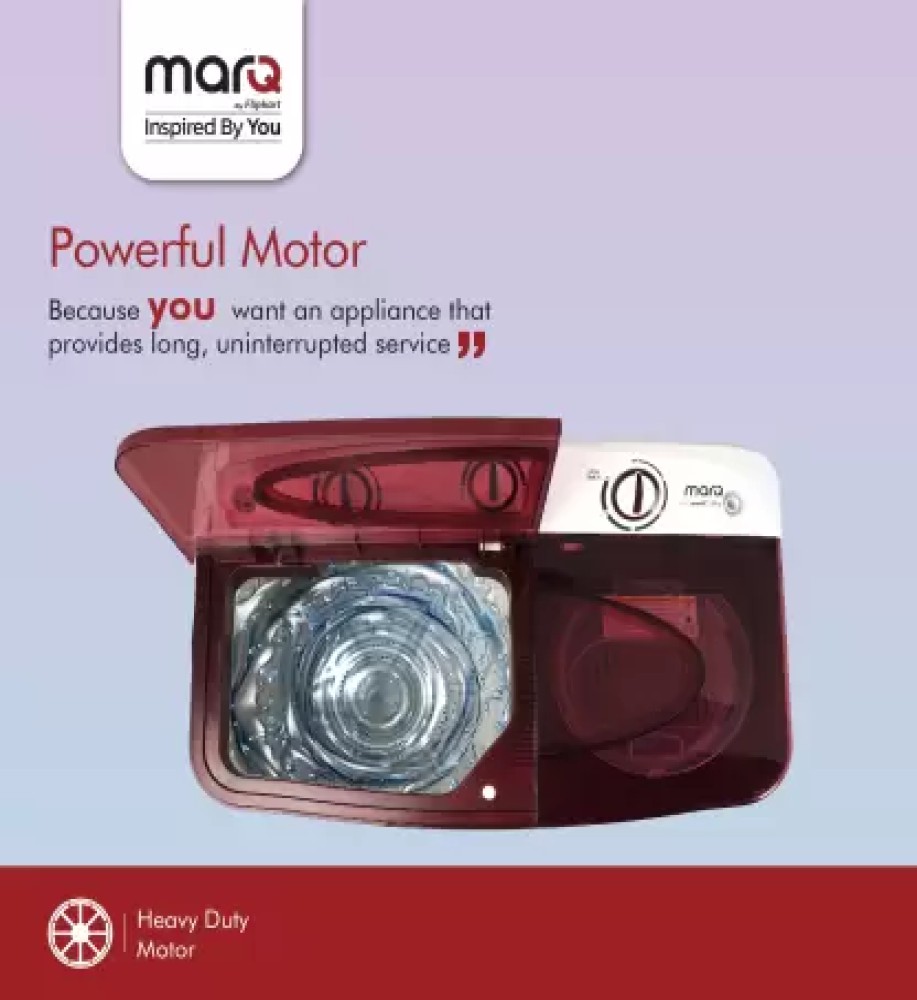 marQ
by Flipkart
Inspired By You
Powerful Motor
Because you want an appliance that
provides long, uninterrupted service ”
marQ
Heavy Duty
Motor